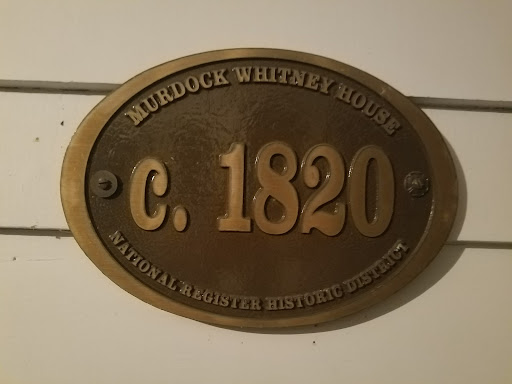 MURDOCK WHITNEY HOUSE
C. 1820
NATIONAL REGISTER HISTORIC DISTRICT